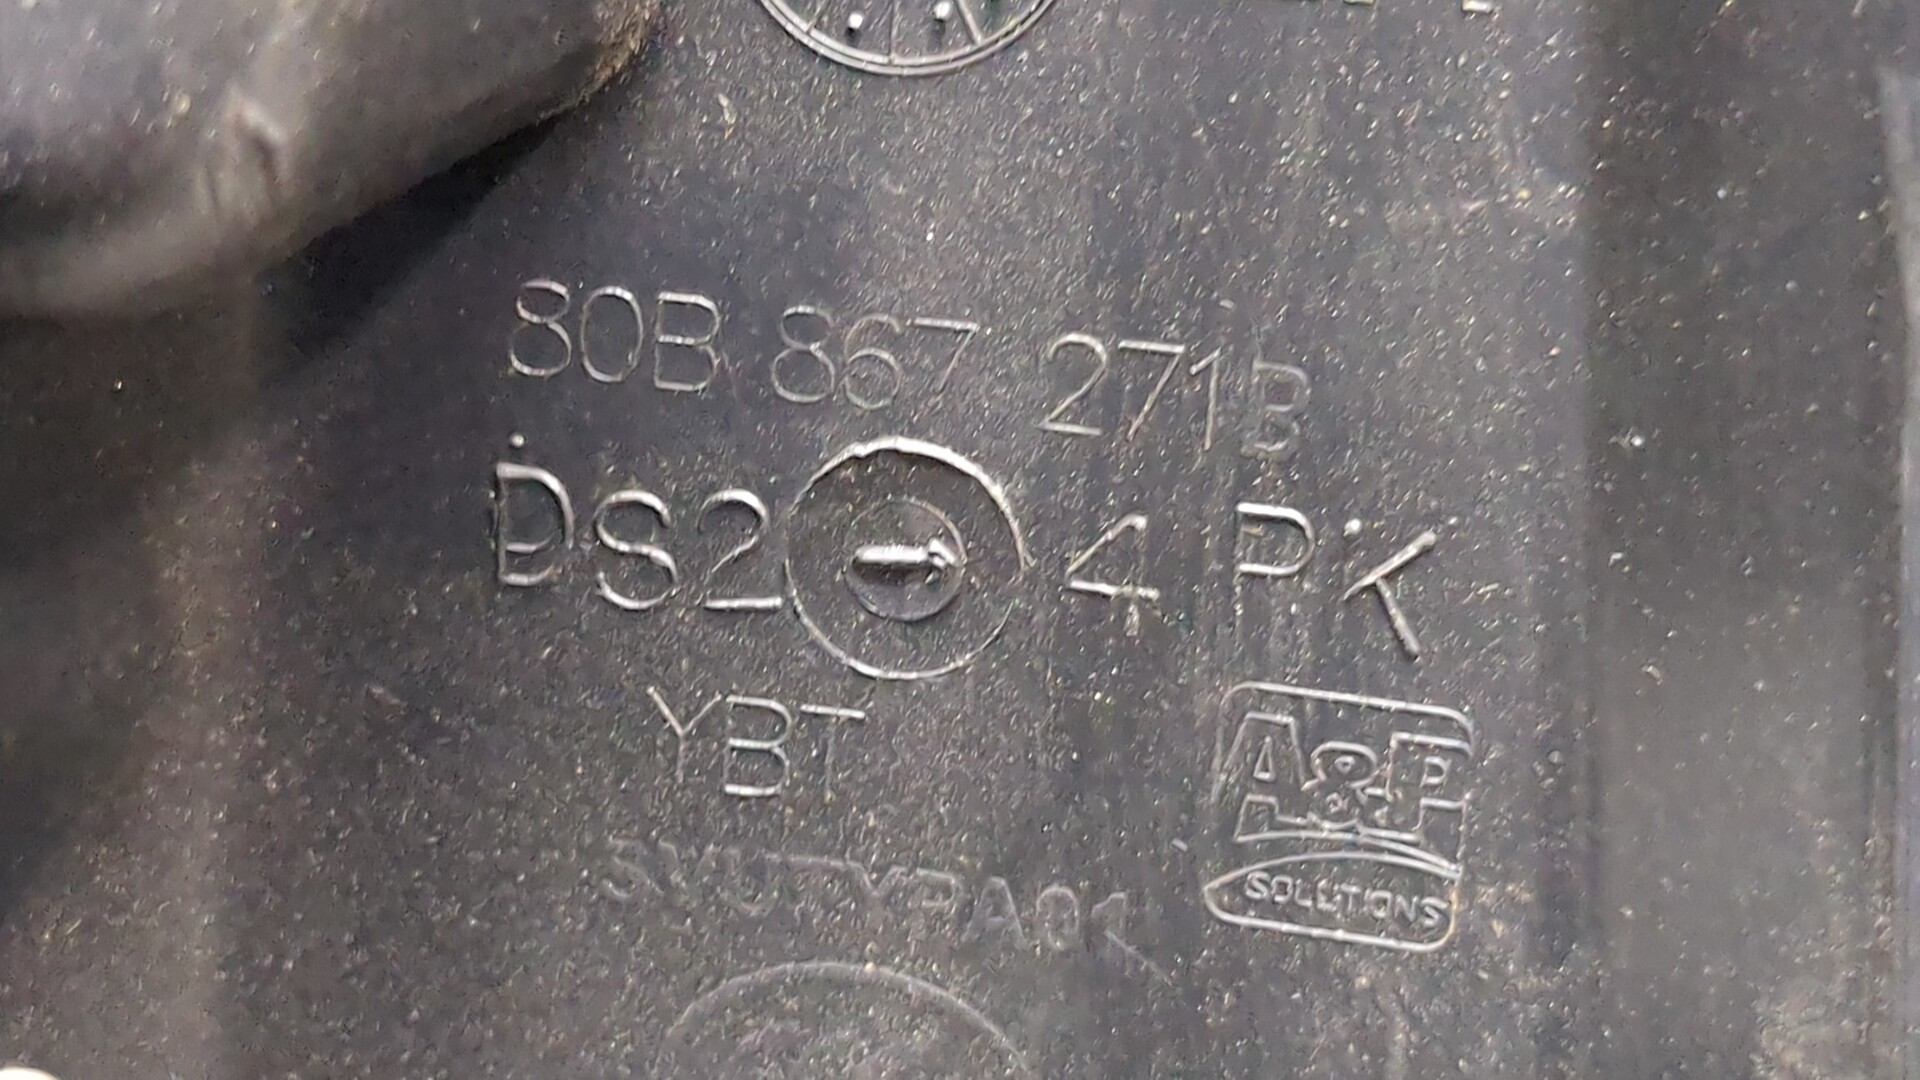 80B 867 271B
DS2 4 PK
YBT
A&P
SOLUTIONS